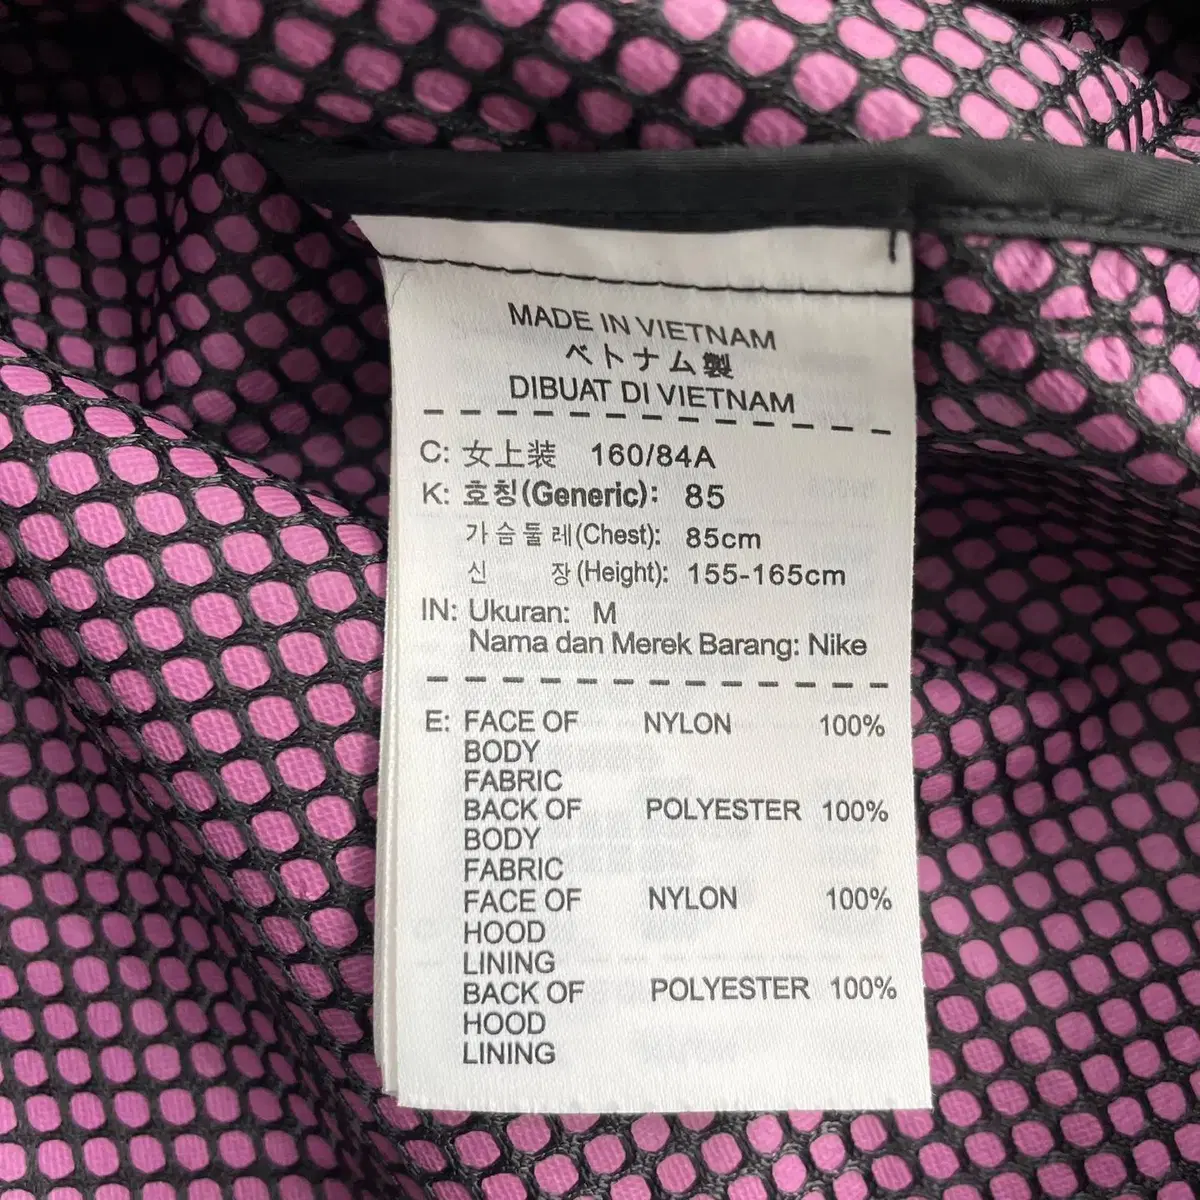 MADE IN VIETNAM
ベトナム製
DIBUAT DI VIETNAM
C: 女上装 160/84A
K: 호칭(Generic): 85
가슴둘레(Chest): 85cm
신 장(Height): 155-165cm
IN: Ukuran: M
Nama dan Merek Barang: Nike
E: FACE OF NYLON 100%
BODY
FABRIC
BACK OF POLYESTER 100%
BODY
FABRIC
FACE OF NYLON 100%
HOOD
LINING
BACK OF POLYESTER 100%
HOOD
LINING